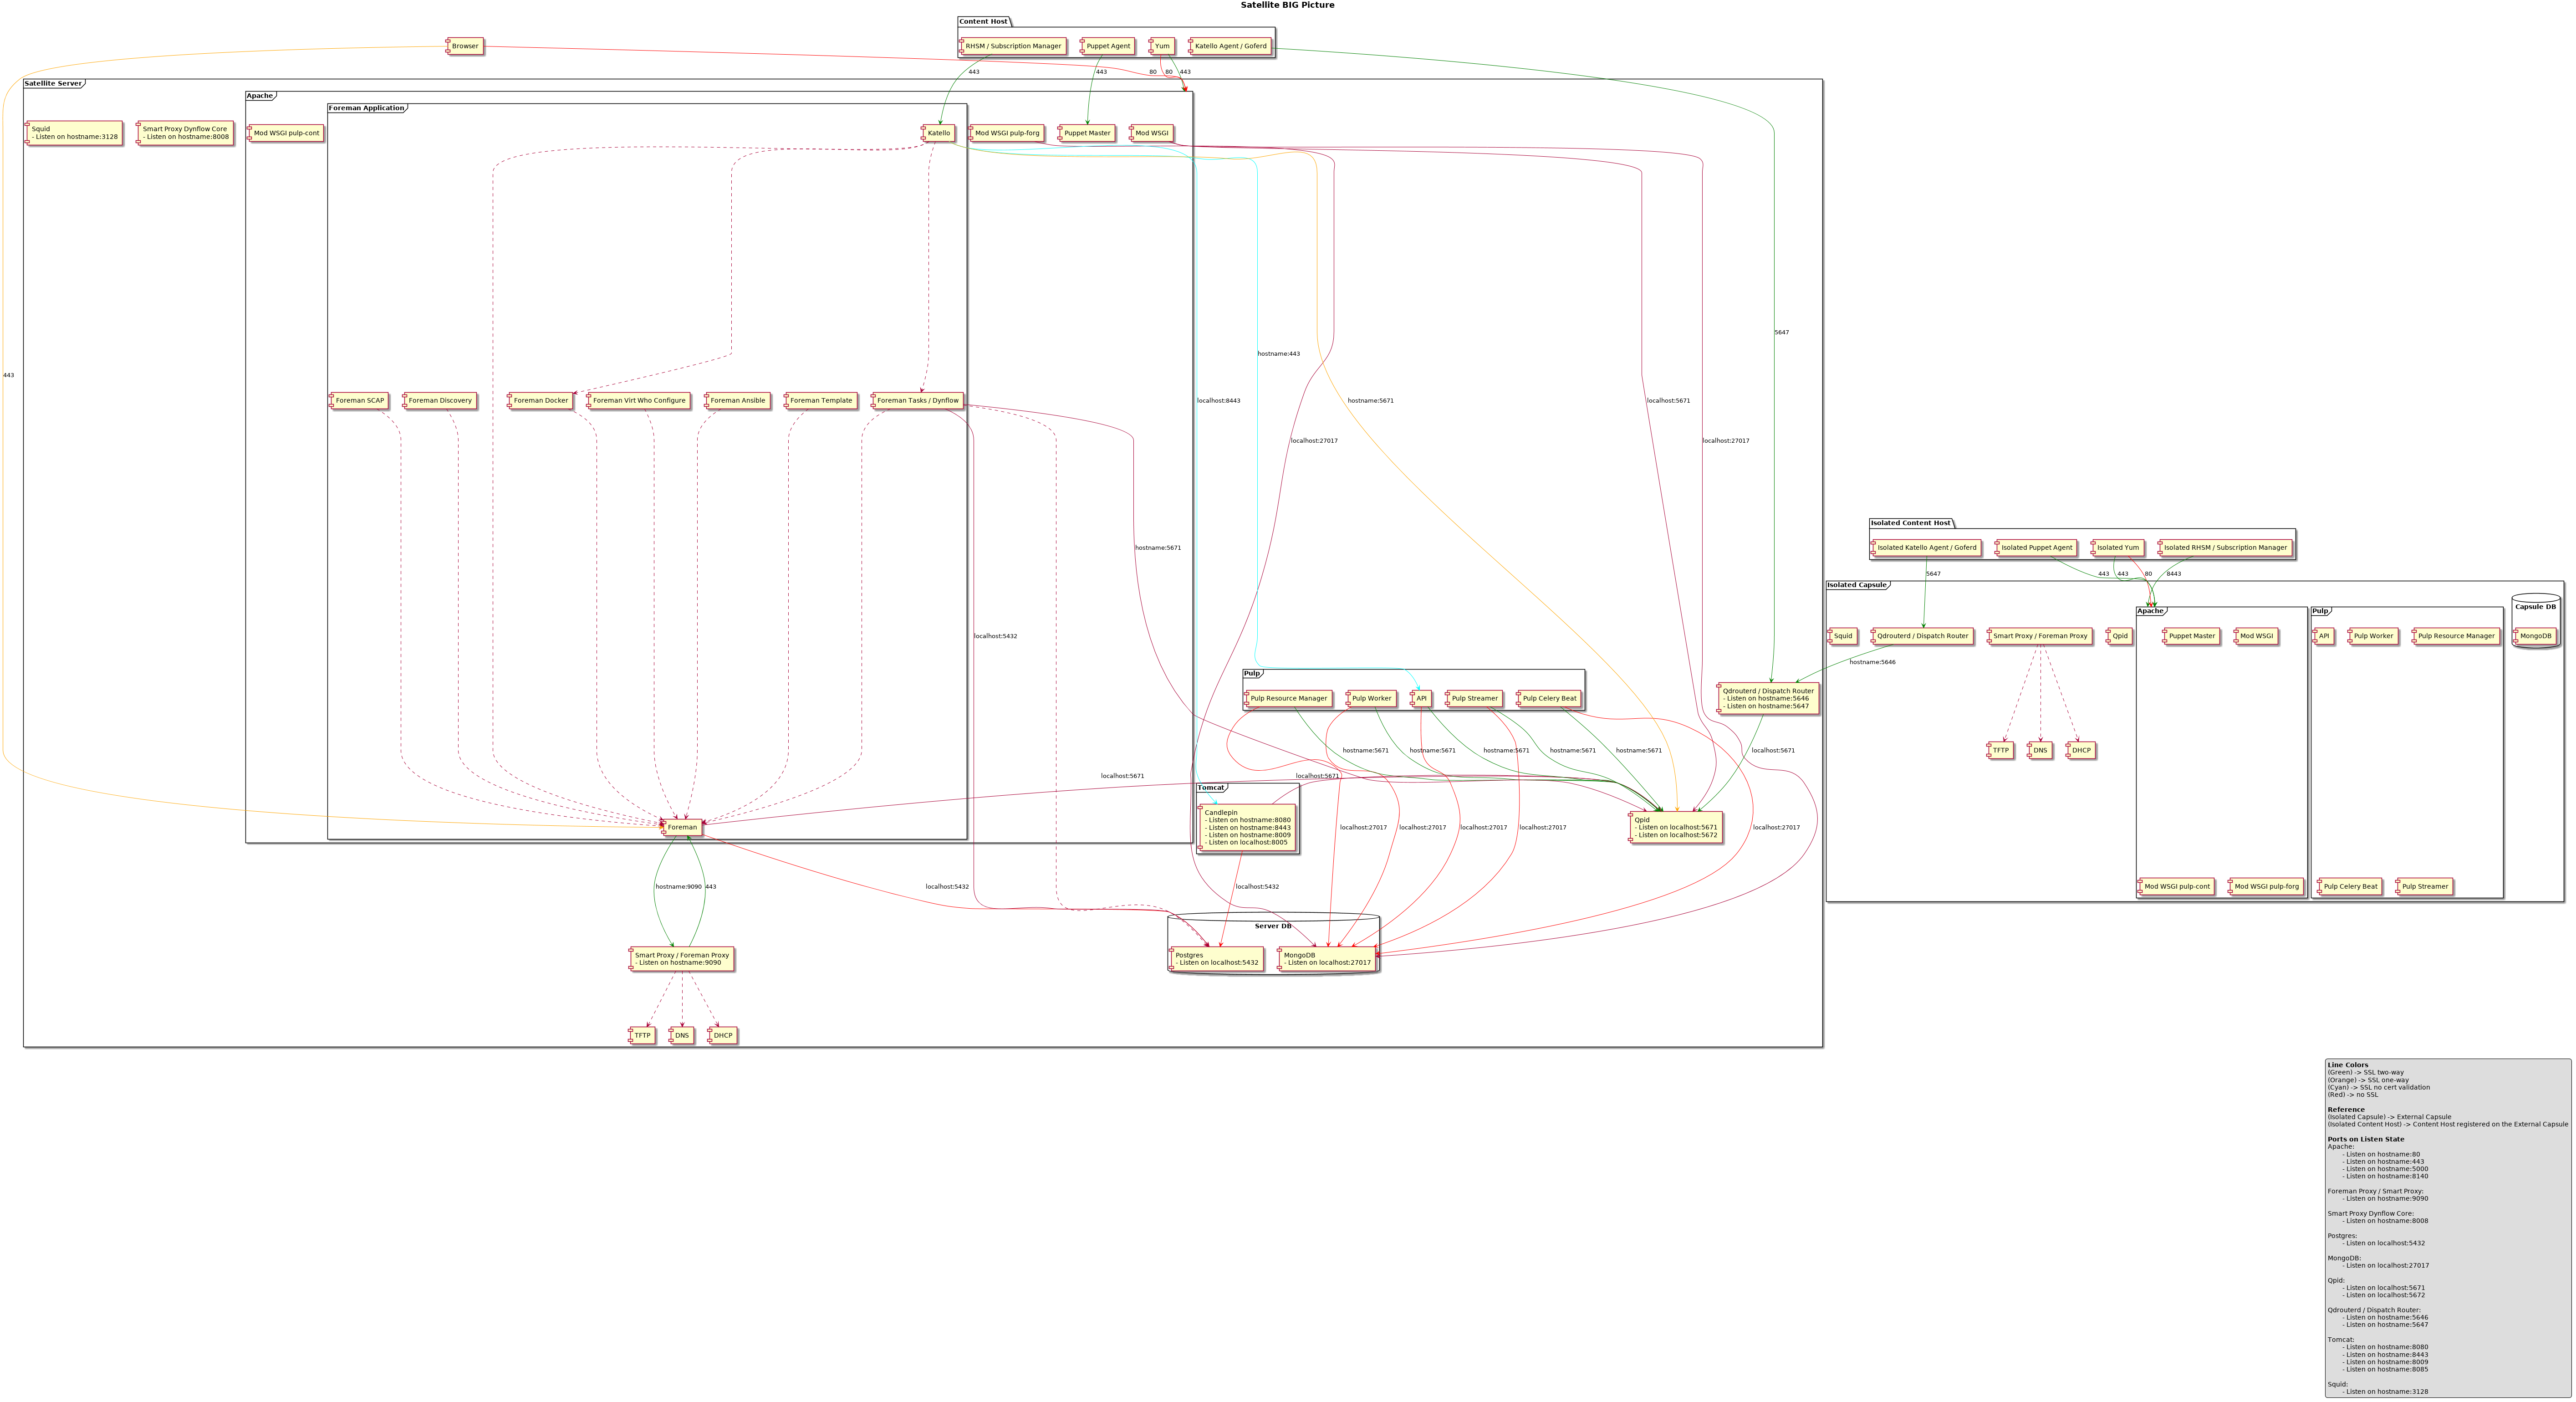 Satellite BIG Picture
Content Host
Browser
RHSM / Subscription Manager
Puppet Agent
Yum
Katello Agent / Goferd
443
443
80
80
443
Satellite Server
Apache
Foreman Application
Squid
- Listen on hostname:3128
Smart Proxy Dynflow Core
- Listen on hostname:8008
Mod WSGI pulp-cont
Katello
Mod WSGI pulp-forg
Puppet Master
Mod WSGI
5647
hostname:443
443
Foreman SCAP
Foreman Discovery
Foreman Docker
Foreman Virt Who Configure
Foreman Ansible
Foreman Template
Foreman Tasks / Dynflow
localhost:8443
hostname:5671
localhost:5671
localhost:27017
localhost:27017
hostname:5671
localhost:5432
Isolated Content Host
Isolated Katello Agent / Goferd
Isolated Puppet Agent
Isolated Yum
Isolated RHSM / Subscription Manager
5647
443
443
80
8443
Isolated Capsule
Squid
Qdrouterd / Dispatch Router
Smart Proxy / Foreman Proxy
Qpid
Apache
Puppet Master
Mod WSGI
Pulp
API
Pulp Worker
Pulp Resource Manager
Capsule DB
MongoDB
hostname:5646
TFTP
DNS
DHCP
Mod WSGI pulp-cont
Mod WSGI pulp-forg
Pulp Celery Beat
Pulp Streamer
Pulp
Pulp Resource Manager
Pulp Worker
API
Pulp Streamer
Pulp Celery Beat
Qdrouterd / Dispatch Router
- Listen on hostname:5646
- Listen on hostname:5647
hostname:5671
hostname:5671
hostname:5671
hostname:5671
hostname:5671
localhost:5671
localhost:5671
localhost:5671
Tomcat
Candlepin
- Listen on hostname:8080
- Listen on hostname:8443
- Listen on hostname:8009
- Listen on localhost:8005
Foreman
localhost:27017
localhost:27017
localhost:27017
localhost:27017
localhost:27017
Qpid
- Listen on localhost:5671
- Listen on localhost:5672
hostname:9090
443
localhost:5432
localhost:5432
Server DB
Smart Proxy / Foreman Proxy
- Listen on hostname:9090
Postgres
- Listen on localhost:5432
MongoDB
- Listen on localhost:27017
TFTP
DNS
DHCP
Line Colors
(Green) -> SSL two-way
(Orange) -> SSL one-way
(Cyan) -> SSL no cert validation
(Red) -> no SSL
Reference
(Isolated Capsule) -> External Capsule
(Isolated Content Host) -> Content Host registered on the External Capsule
Ports on Listen State
Apache:
- Listen on hostname:80
- Listen on hostname:443
- Listen on hostname:5000
- Listen on hostname:8140
Foreman Proxy / Smart Proxy:
- Listen on hostname:9090
Smart Proxy Dynflow Core:
- Listen on hostname:8008
Postgres:
- Listen on localhost:5432
MongoDB:
- Listen on localhost:27017
Qpid:
- Listen on localhost:5671
- Listen on localhost:5672
Qdrouterd / Dispatch Router:
- Listen on hostname:5646
- Listen on hostname:5647
Tomcat:
- Listen on hostname:8080
- Listen on hostname:8443
- Listen on hostname:8009
- Listen on hostname:8085
Squid:
- Listen on hostname:3128